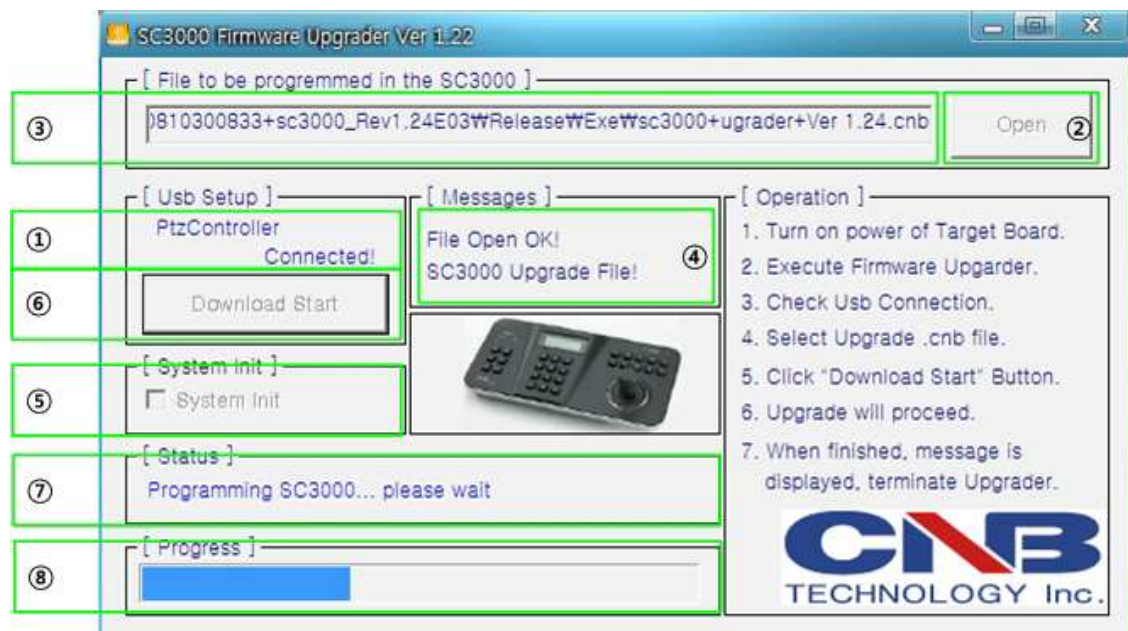 SC3000 Firmware Upgrader Ver 1.22
[ File to be progremmed in the SC3000 ]
③
)810300833+sc3000_Rev1.24E03₩Release₩Exe₩sc3000+ugrader+Ver 1.24.cnb
Open
②
[ Usb Setup ]
①
PtzController
Connected!
⑥
Download Start
[ Messages ]
File Open OK!
SC3000 Upgrade File!
④
[ System Init ]
⑤
System Init
[ Status ]
⑦
Programming SC3000... please wait
[ Progress ]
⑧
[ Operation ]
1. Turn on power of Target Board.
2. Execute Firmware Upgarder.
3. Check Usb Connection.
4. Select Upgrade .cnb file.
5. Click "Download Start" Button.
6. Upgrade will proceed.
7. When finished, message is
displayed, terminate Upgrader.
CNB
TECHNOLOGY Inc.